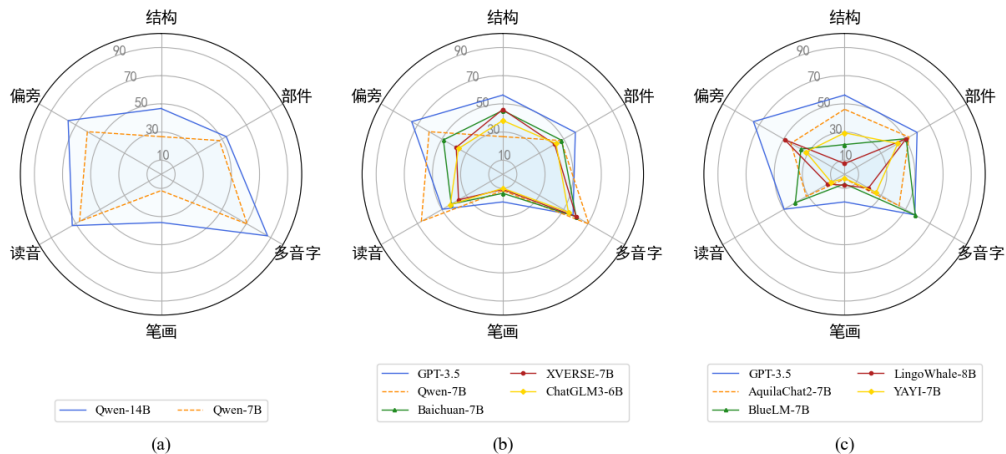 结构
90
70
50
30
10
偏旁
部件
读音
多音字
笔画
Qwen-14B
Qwen-7B
(a)
结构
90
70
50
30
10
偏旁
部件
读音
多音字
笔画
GPT-3.5
XVERSE-7B
Qwen-7B
ChatGLM3-6B
Baichuan-7B
(b)
结构
90
70
50
30
10
偏旁
部件
读音
多音字
笔画
GPT-3.5
LingoWhale-8B
AquilaChat2-7B
YAYI-7B
BlueLM-7B
(c)